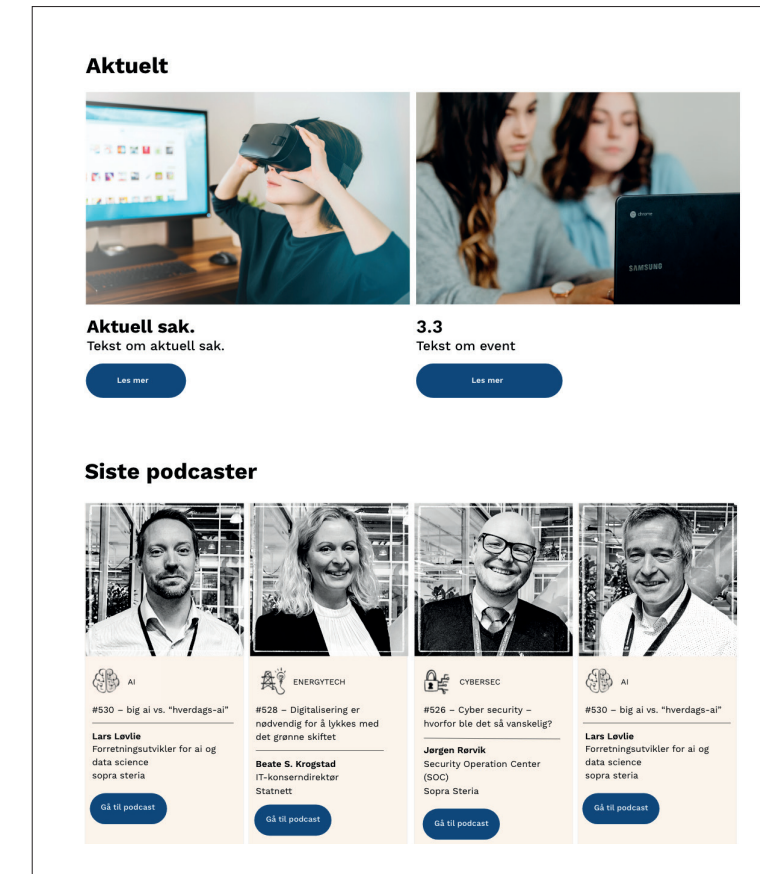 Aktuelt
chrome
SAMSUNG
Aktuell sak.
Tekst om aktuell sak.
Les mer
3.3
Tekst om event
Les mer
Siste podcaster
AI
#530 – big ai vs. “hverdags-ai”
Lars Løvlie
Forretningsutvikler for ai og
data science
sopra steria
Gå til podcast
ENERGYTECH
#528 – Digitalisering er
nødvendig for å lykkes med
det grønne skiftet
Beate S. Krogstad
IT-konserndirektør
Statnett
Gå til podcast
CYBERSEC
#526 – Cyber security –
hvorfor ble det så vanskelig?
Jørgen Rørvik
Security Operation Center
(SOC)
Sopra Steria
Gå til podcast
AI
#530 – big ai vs. “hverdags-ai”
Lars Løvlie
Forretningsutvikler for ai og
data science
sopra steria
Gå til podcast